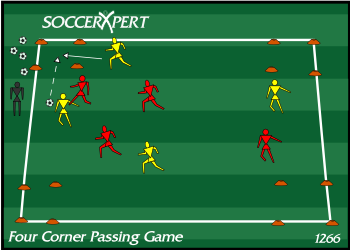 SOCCERXPERT
Four Corner Passing Game
1266